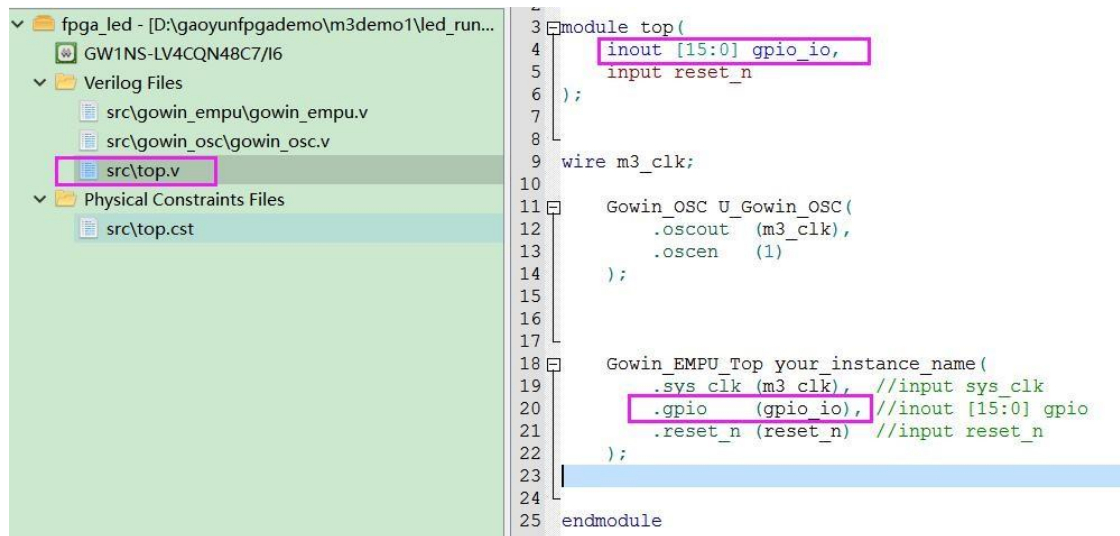 fpga_led - [D:\gaoyunfpgademo\m3demo1\led_run...
GW1NS-LV4CQN48C7/I6
Verilog Files
src\gowin_empu\gowin_empu.v
src\gowin_osc\gowin_osc.v
src\top.v
Physical Constraints Files
src\top.cst
3 module top(
4 inout [15:0] gpio_io,
5 input reset_n
6 );
7
8
9 wire m3_clk;
10
11 Gowin_OSC U_Gowin_OSC(
12 .oscout (m3_clk),
13 .oscen (1)
14 );
15
16
17
18 Gowin_EMPU_Top your_instance_name(
19 .sys_clk (m3_clk), //input sys_clk
20 .gpio (gpio_io), //inout [15:0] gpio
21 .reset_n (reset_n) //input reset_n
22 );
23
24
25 endmodule